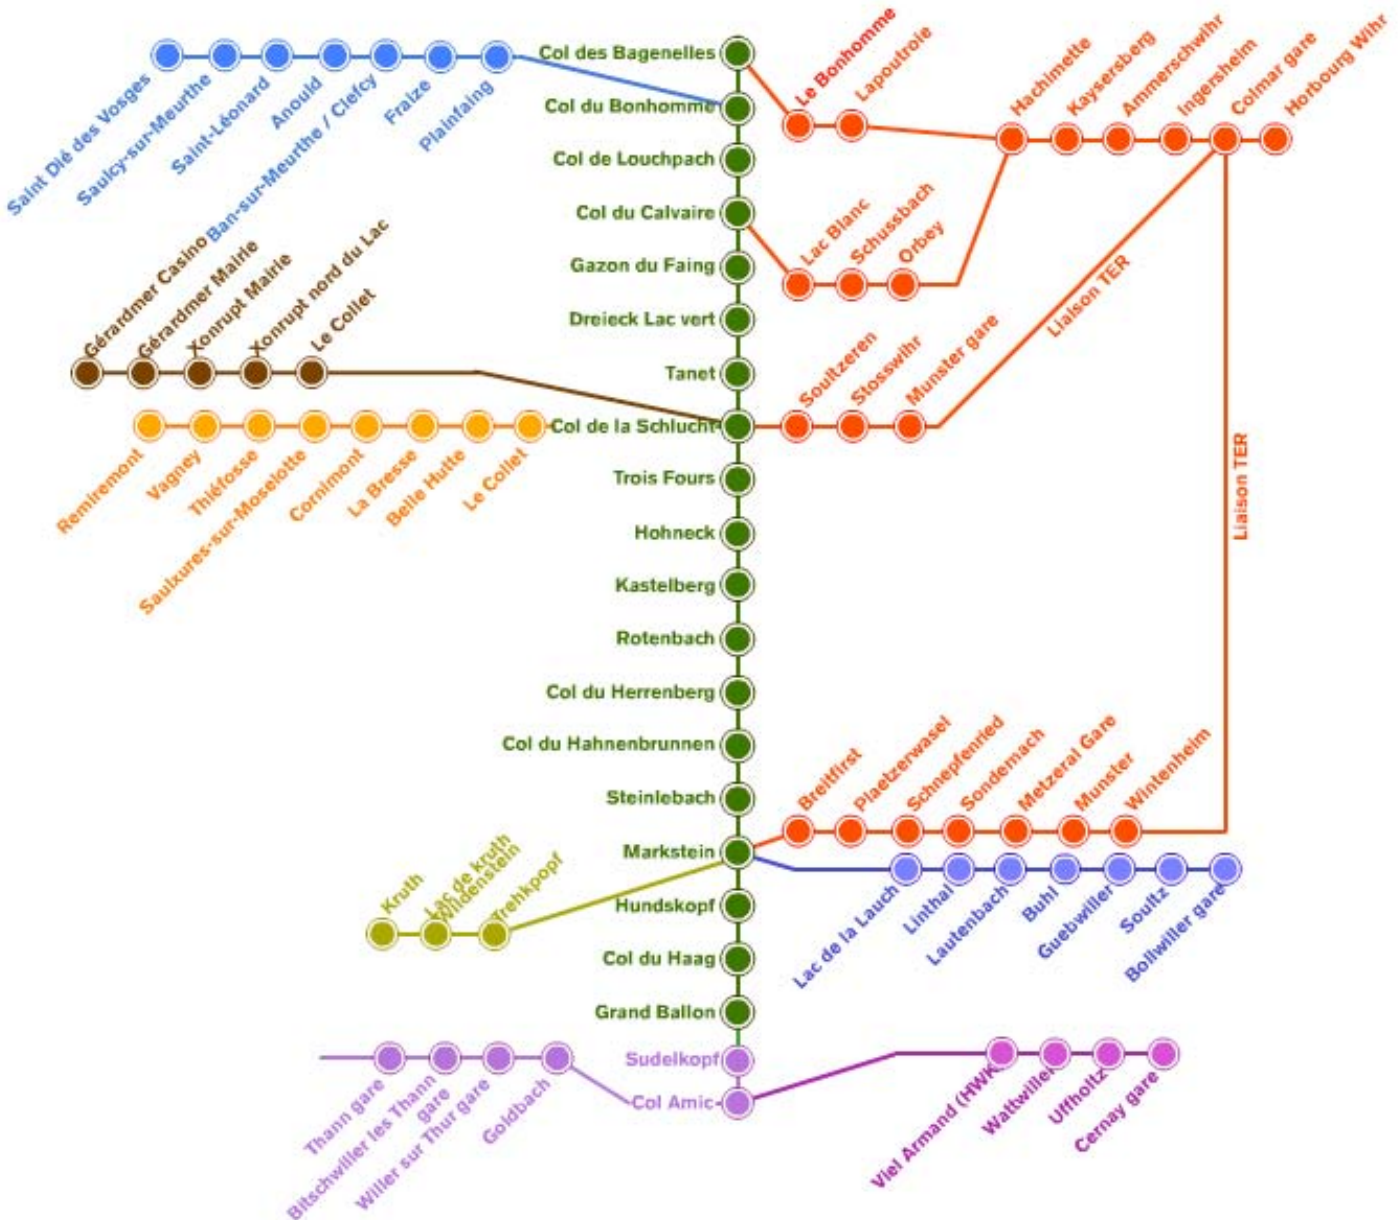 Col des Bagenelles
Col du Bonhomme
Col de Louchpach
Col du Calvaire
Gazon du Faing
Dreieck Lac vert
Tanet
Col de la Schlucht
Trois Fours
Hohneck
Kastelberg
Rotenbach
Col du Herrenberg
Col du Hahnenbrunnen
Steinlebach
Markstein
Hundskopf
Col du Haag
Grand Ballon
Sudelkopf
Col Amic
Saint Dié des Vosges
Saulcy-sur-Meurthe
Saint-Léonard
Anould
Ban-sur-Meurthe / Clefcy
Fraize
Plainfaing
Gérardmer Casino
Gérardmer Mairie
Xonrupt Mairie
Xonrupt nord du Lac
Le Collet
Remiremont
Vagney
Thiéfosse
Saulxures-sur-Moselotte
Cornimont
La Bresse
Belle Hutte
Le Collet
Le Bonhomme
Lapoutroie
Hachimette
Kaysersberg
Ammerschwihr
Ingersheim
Colmar gare
Horbourg Wihr
Lac Blanc
Schussbach
Orbey
Soultzeren
Stosswihr
Munster gare
Liaison TER
Liaison TER
Breitfirst
Plaetzerwasel
Schnepfenried
Sondernach
Metzeral Gare
Munster
Wintenheim
Lac de la Lauch
Linthal
Lautenbach
Buhl
Guebwiller
Soultz
Bollwiller gare
Kruth
Lac de kruth
Wildenstein
Trehkpopf
Thann gare
Bitschwiller les Thann
gare
Willer sur Thur gare
Goldbach
Viel Armand (HWK
Wattwiller
Uffholtz
Cernay gare